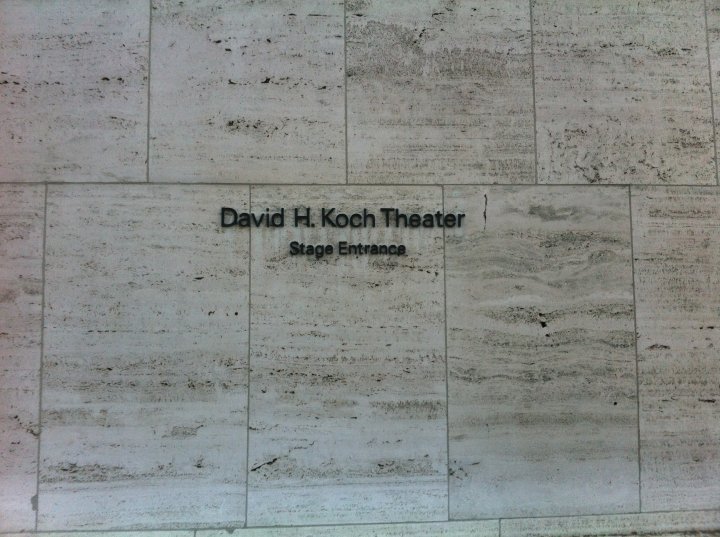 David H. Koch Theater
Stage Entrance